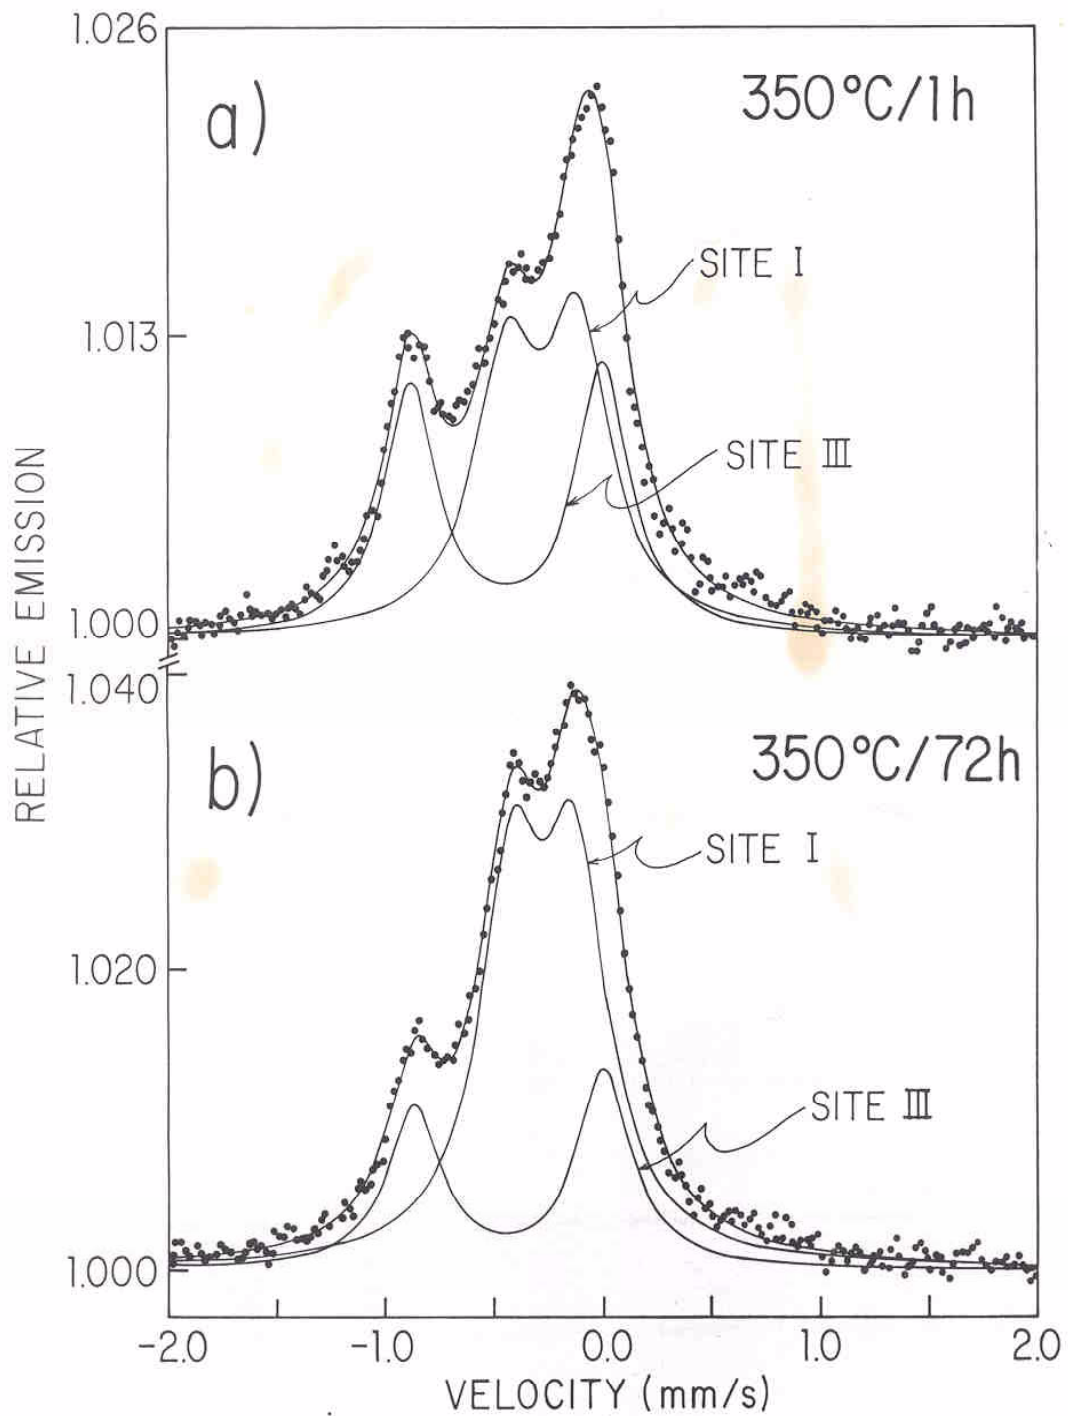 1.026
a)
350°C/1h
SITE I
1.013
SITE III
1.000
RELATIVE EMISSION
1.040
b)
350°C/72h
SITE I
1.020
SITE III
1.000
-2.0 -1.0 0.0 1.0 2.0
VELOCITY (mm/s)